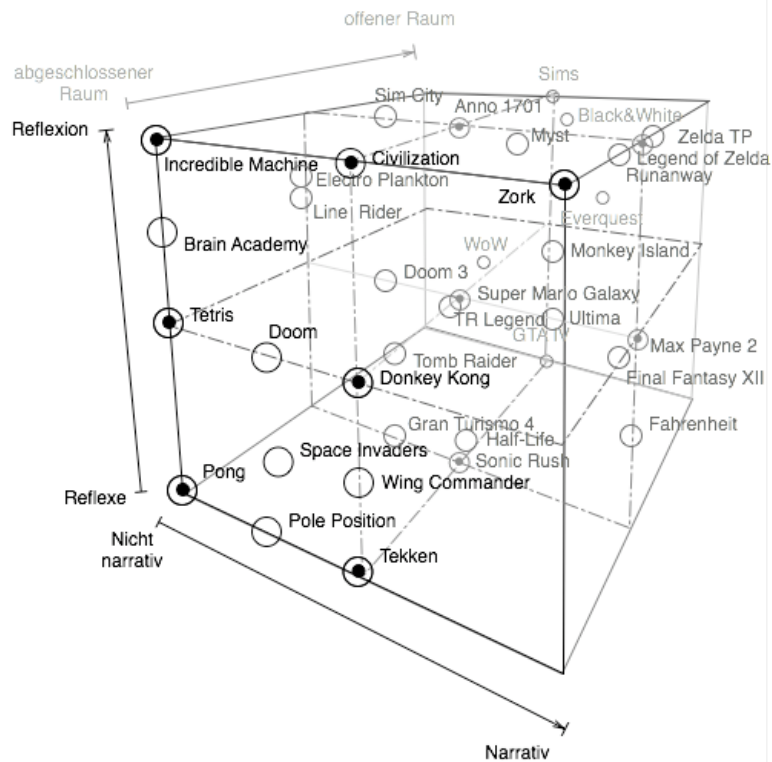 offener Raum
abgeschlossener
Raum
Sims
Sim City
Anno 1701
Black&White
Reflexion
Myst
Zelda TP
Incredible Machine
Civilization
Legend of Zelda
Electro Plankton
Runanway
Zork
Line Rider
Everquest
Brain Academy
WoW
Monkey Island
Doom 3
Super Mario Galaxy
Tetris
TR Legend
Ultima
Doom
GTA IV
Max Payne 2
Tomb Raider
Donkey Kong
Final Fantasy XII
Gran Turismo 4
Fahrenheit
Half-Life
Space Invaders
Sonic Rush
Pong
Wing Commander
Reflexe
Pole Position
Nicht
narrativ
Tekken
Narrativ